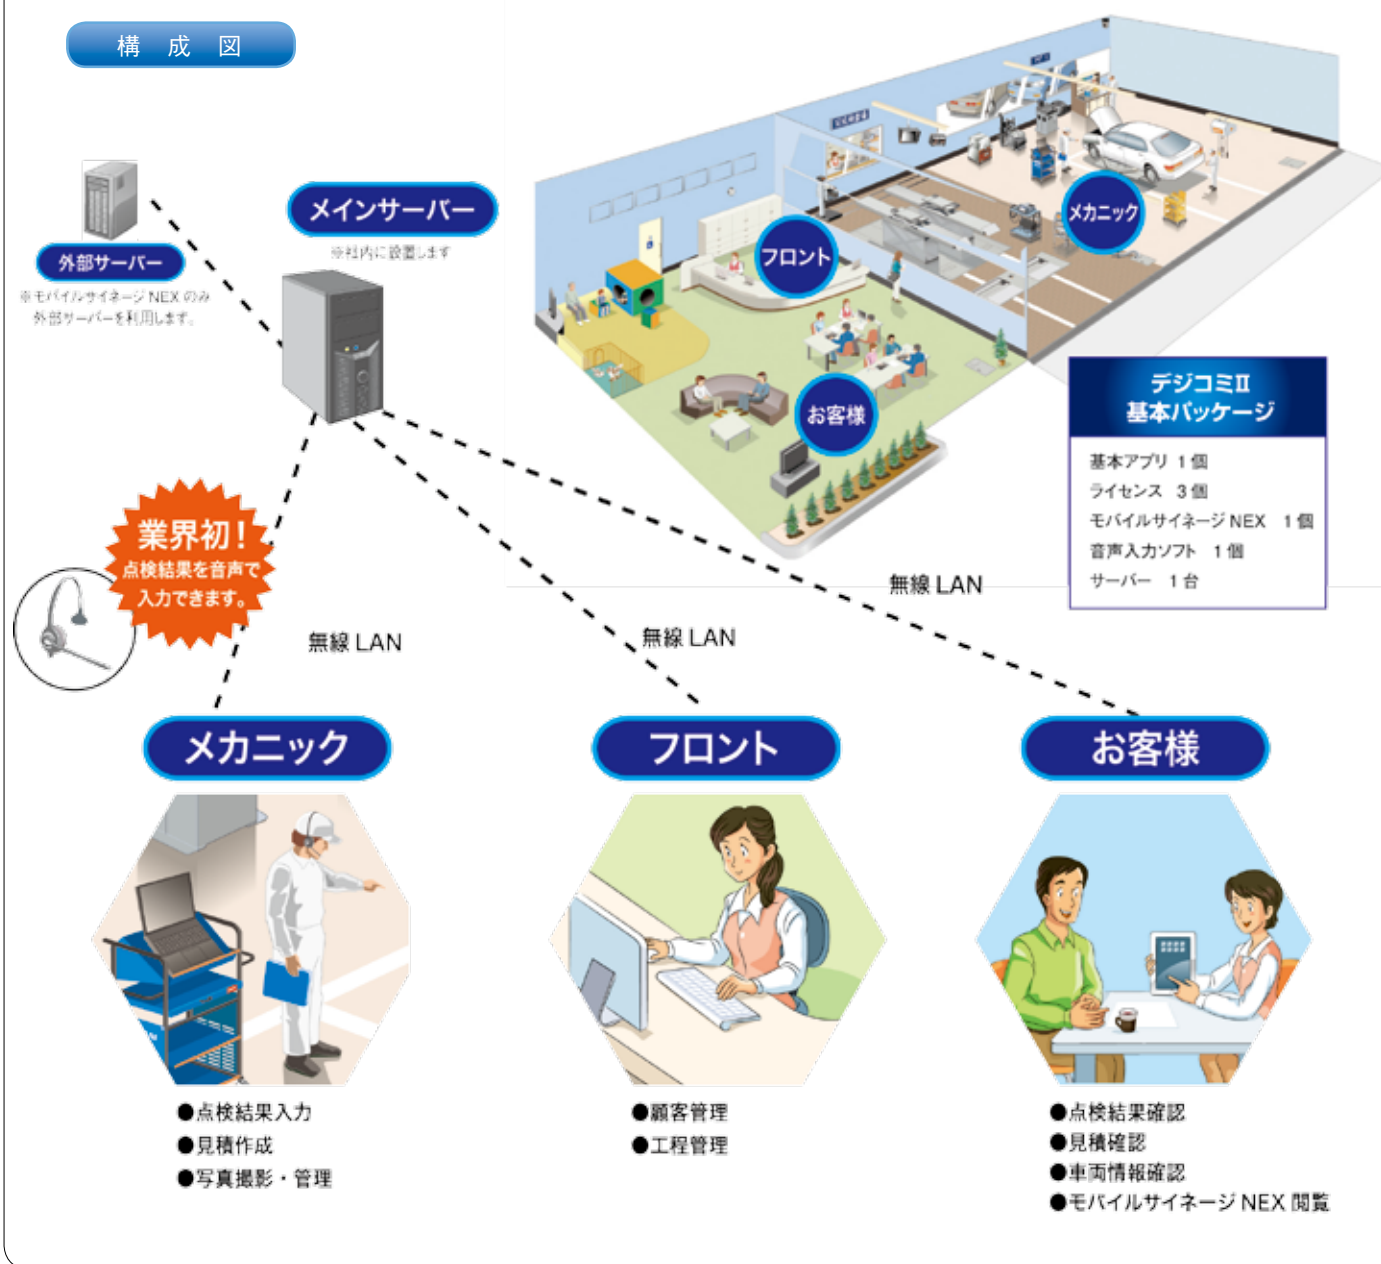 構成図
外部サーバー
※モバイルサイネージ NEX のみ
外部サーバーを利用します。
メインサーバー
※社内に設置します
フロント
メカニック
お客様
デジコミⅡ
基本パッケージ
基本アプリ 1個
ライセンス 3個
モバイルサイネージ NEX 1個
音声入力ソフト 1個
サーバー 1台
業界初！
点検結果を音声で
入力できます。
無線 LAN
無線 LAN
無線 LAN
メカニック
●点検結果入力
●見積作成
●写真撮影・管理
フロント
●顧客管理
●工程管理
お客様
●点検結果確認
●見積確認
●車両情報確認
●モバイルサイネージ NEX 閲覧